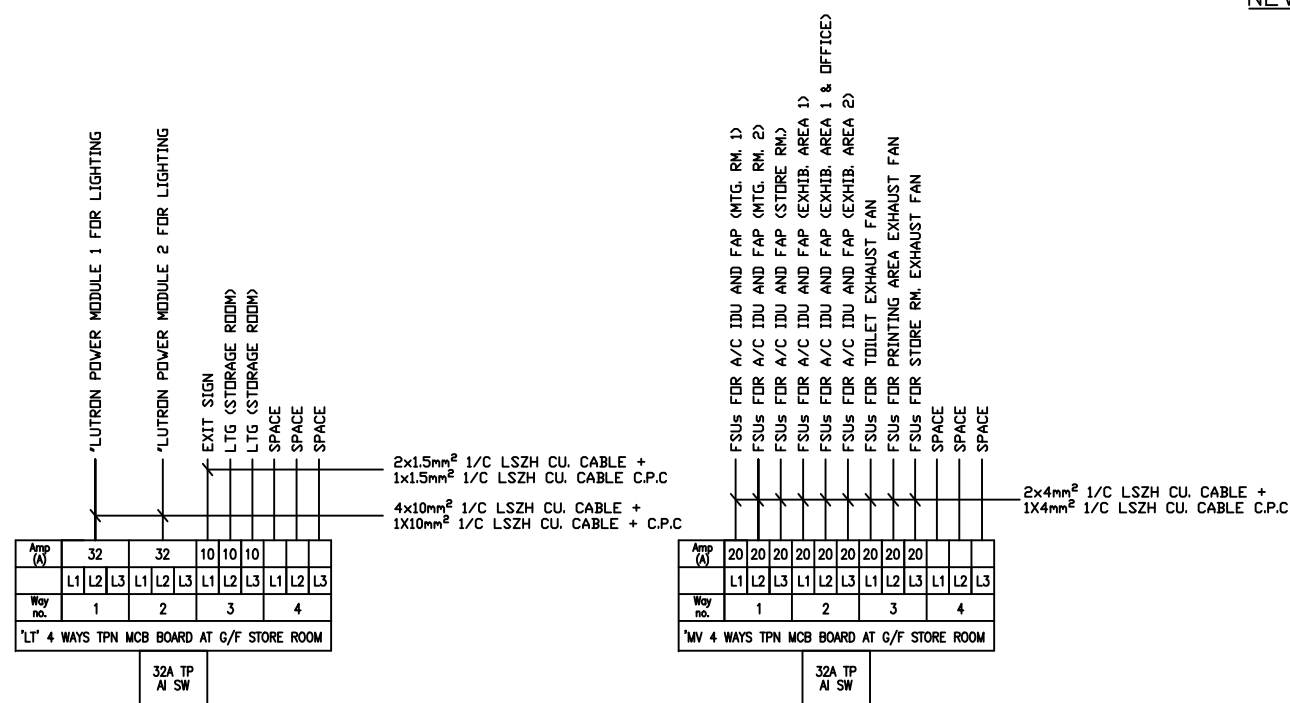 NEV
'LUTRON POWER MODULE 1 FOR LIGHTING
'LUTRON POWER MODULE 2 FOR LIGHTING
EXIT SIGN
LTG (STORAGE ROOM)
LTG (STORAGE ROOM)
SPACE
SPACE
SPACE
2x1.5mm² 1/C LSZH CU. CABLE +
1x1.5mm² 1/C LSZH CU. CABLE C.P.C
4x10mm² 1/C LSZH CU. CABLE +
1X10mm² 1/C LSZH CU. CABLE + C.P.C
Amp (A) 32 32 10 10 10
L1 L2 L3 L1 L2 L3 L1 L2 L3 L1 L2 L3
Way no. 1 2 3 4
'LT' 4 WAYS TPN MCB BOARD AT G/F STORE ROOM
32A TP
AI SW
FSUs FOR A/C IDU AND FAP (MTG. RM. 1)
FSUs FOR A/C IDU AND FAP (MTG. RM. 2)
FSUs FOR A/C IDU AND FAP (STORE RM.)
FSUs FOR A/C IDU AND FAP (EXHIB. AREA 1)
FSUs FOR A/C IDU AND FAP (EXHIB. AREA 1 & OFFICE)
FSUs FOR A/C IDU AND FAP (EXHIB. AREA 2)
FSUs FOR TOILET EXHAUST FAN
FSUs FOR PRINTING AREA EXHAUST FAN
FSUs FOR STORE RM. EXHAUST FAN
SPACE
SPACE
SPACE
2x4mm² 1/C LSZH CU. CABLE +
1X4mm² 1/C LSZH CU. CABLE C.P.C
Amp (A) 20 20 20 20 20 20 20 20 20
L1 L2 L3 L1 L2 L3 L1 L2 L3 L1 L2 L3
Way no. 1 2 3 4
'MV 4 WAYS TPN MCB BOARD AT G/F STORE ROOM
32A TP
AI SW